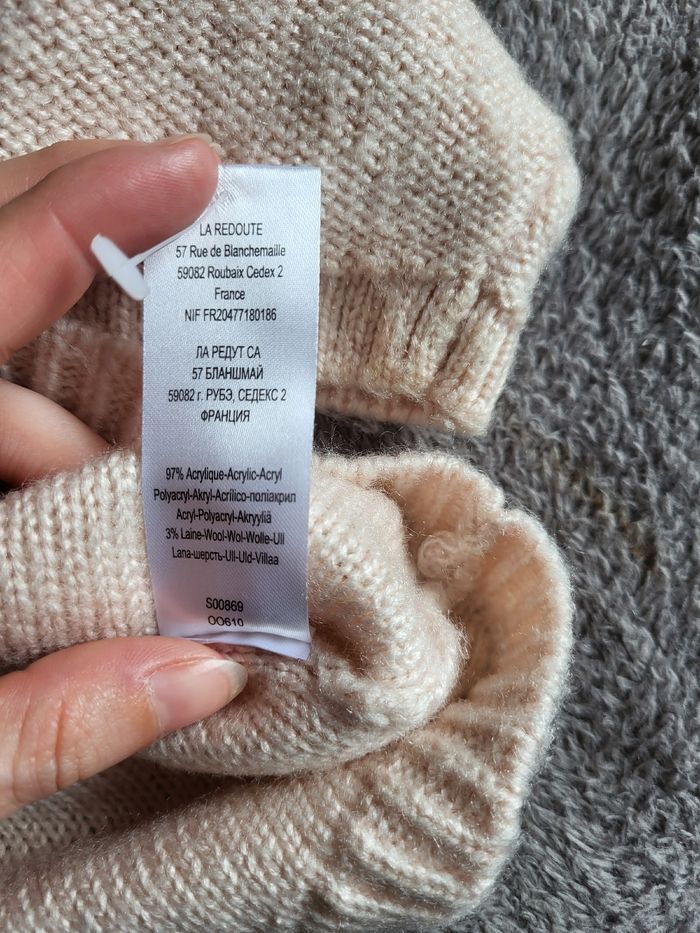 LA REDOUTE
57 Rue de Blanchemaille
59082 Roubaix Cedex 2
France
NIF FR20477180186
ЛА РЕДУТ СА
57 БЛАНШМАЙ
59082 г. РУБЭ, СЕДЕКС 2
ФРАНЦИЯ
97% Acrylique-Acrylic-Acryl
Polyacryl-Akryl-Acrílico-поліакрил
Acryl-Polyacryl-Akryyliä
3% Laine-Wool-Wol-Wolle-Ull
Lana-шерсть-Ull-Uld-Villaa
S00869
OO610